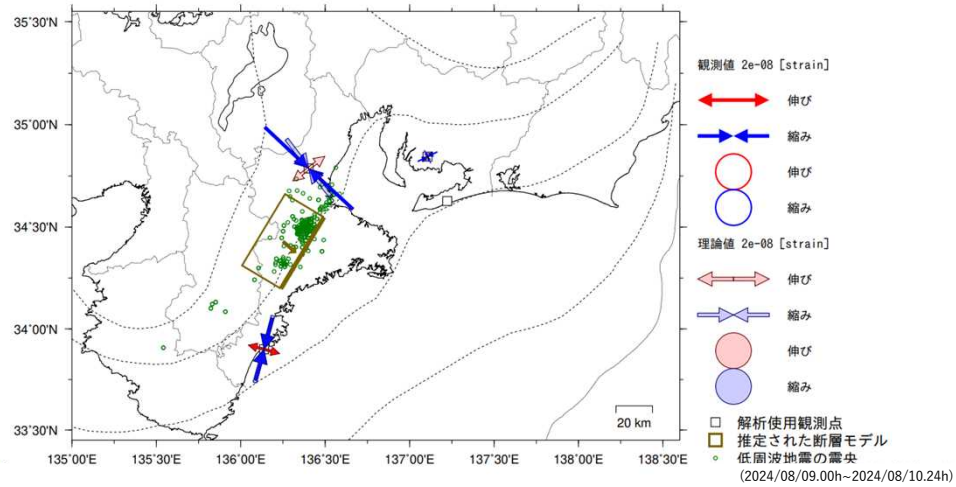 35°30'N
35°00'N
34°30'N
34°00'N
33°30'N
135°00'E
135°30'E
136°00'E
136°30'E
137°00'E
137°30'E
138°00'E
138°30'E
20 km
観測値 2e-08 [strain]
伸び
縮み
伸び
縮み
理論値 2e-08 [strain]
伸び
縮み
伸び
縮み
解析使用観測点
推定された断層モデル
低周波地震の震央
(2024/08/09.00h~2024/08/10.24h)